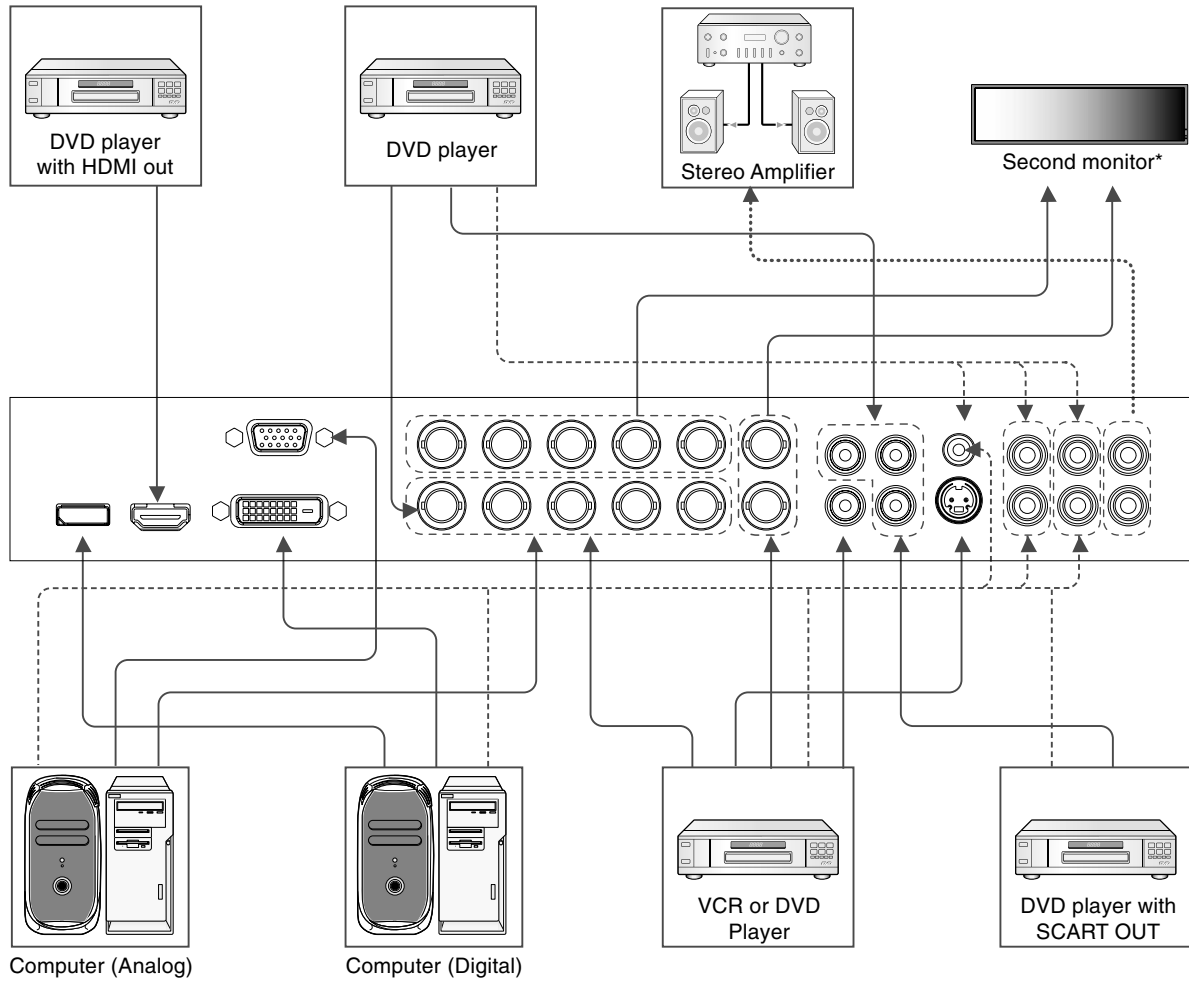 DVD player
with HDMI out
DVD player
Stereo Amplifier
Second monitor*
Computer (Analog)
Computer (Digital)
VCR or DVD
Player
DVD player with
SCART OUT